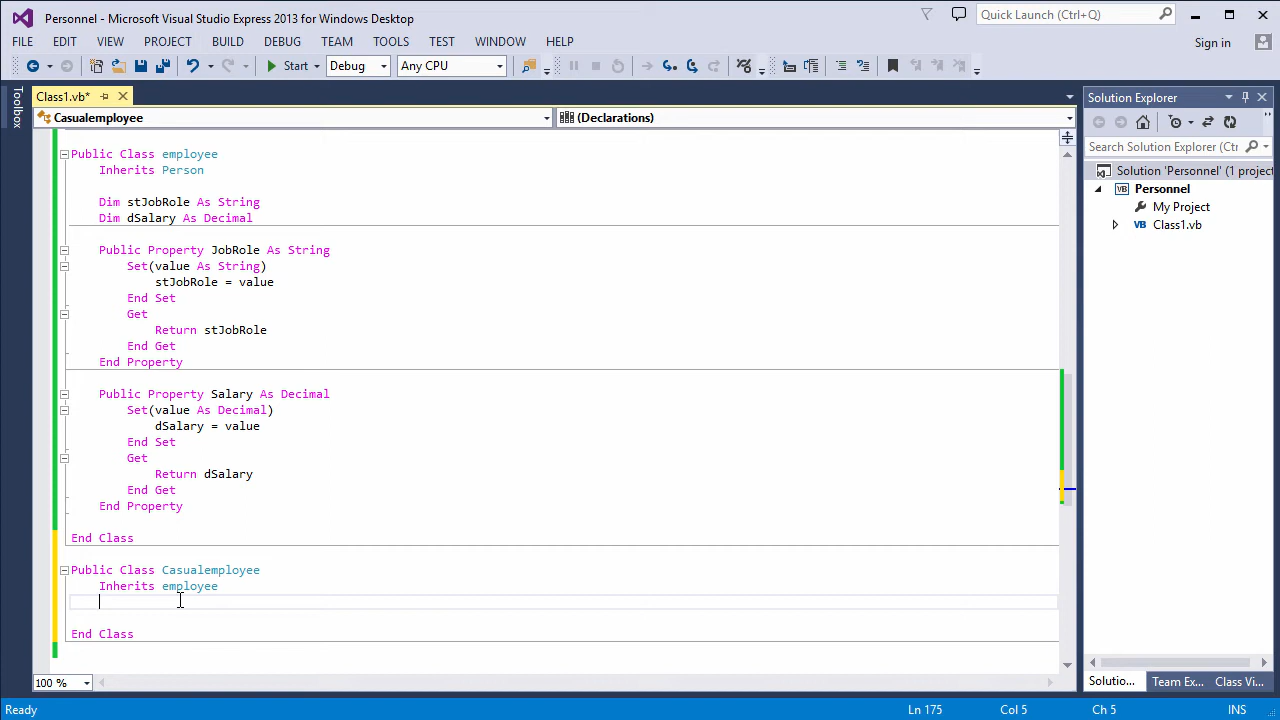 Personnel - Microsoft Visual Studio Express 2013 for Windows Desktop
Quick Launch (Ctrl+Q)
FILE EDIT VIEW PROJECT BUILD DEBUG TEAM TOOLS TEST WINDOW HELP
Sign in
Start Debug Any CPU
Toolbox
Class1.vb*
Casualemployee
(Declarations)
Public Class employee
Inherits Person
Dim stJobRole As String
Dim dSalary As Decimal
Public Property JobRole As String
Set(value As String)
stJobRole = value
End Set
Get
Return stJobRole
End Get
End Property
Public Property Salary As Decimal
Set(value As Decimal)
dSalary = value
End Set
Get
Return dSalary
End Get
End Property
End Class
Public Class Casualemployee
Inherits employee
End Class
100 %
Solution Explorer
Search Solution Explorer (Ctr
Solution 'Personnel' (1 project
VB Personnel
My Project
VB Class1.vb
Solutio... Team Ex... Class Vi...
Ready Ln 175 Col 5 Ch 5 INS